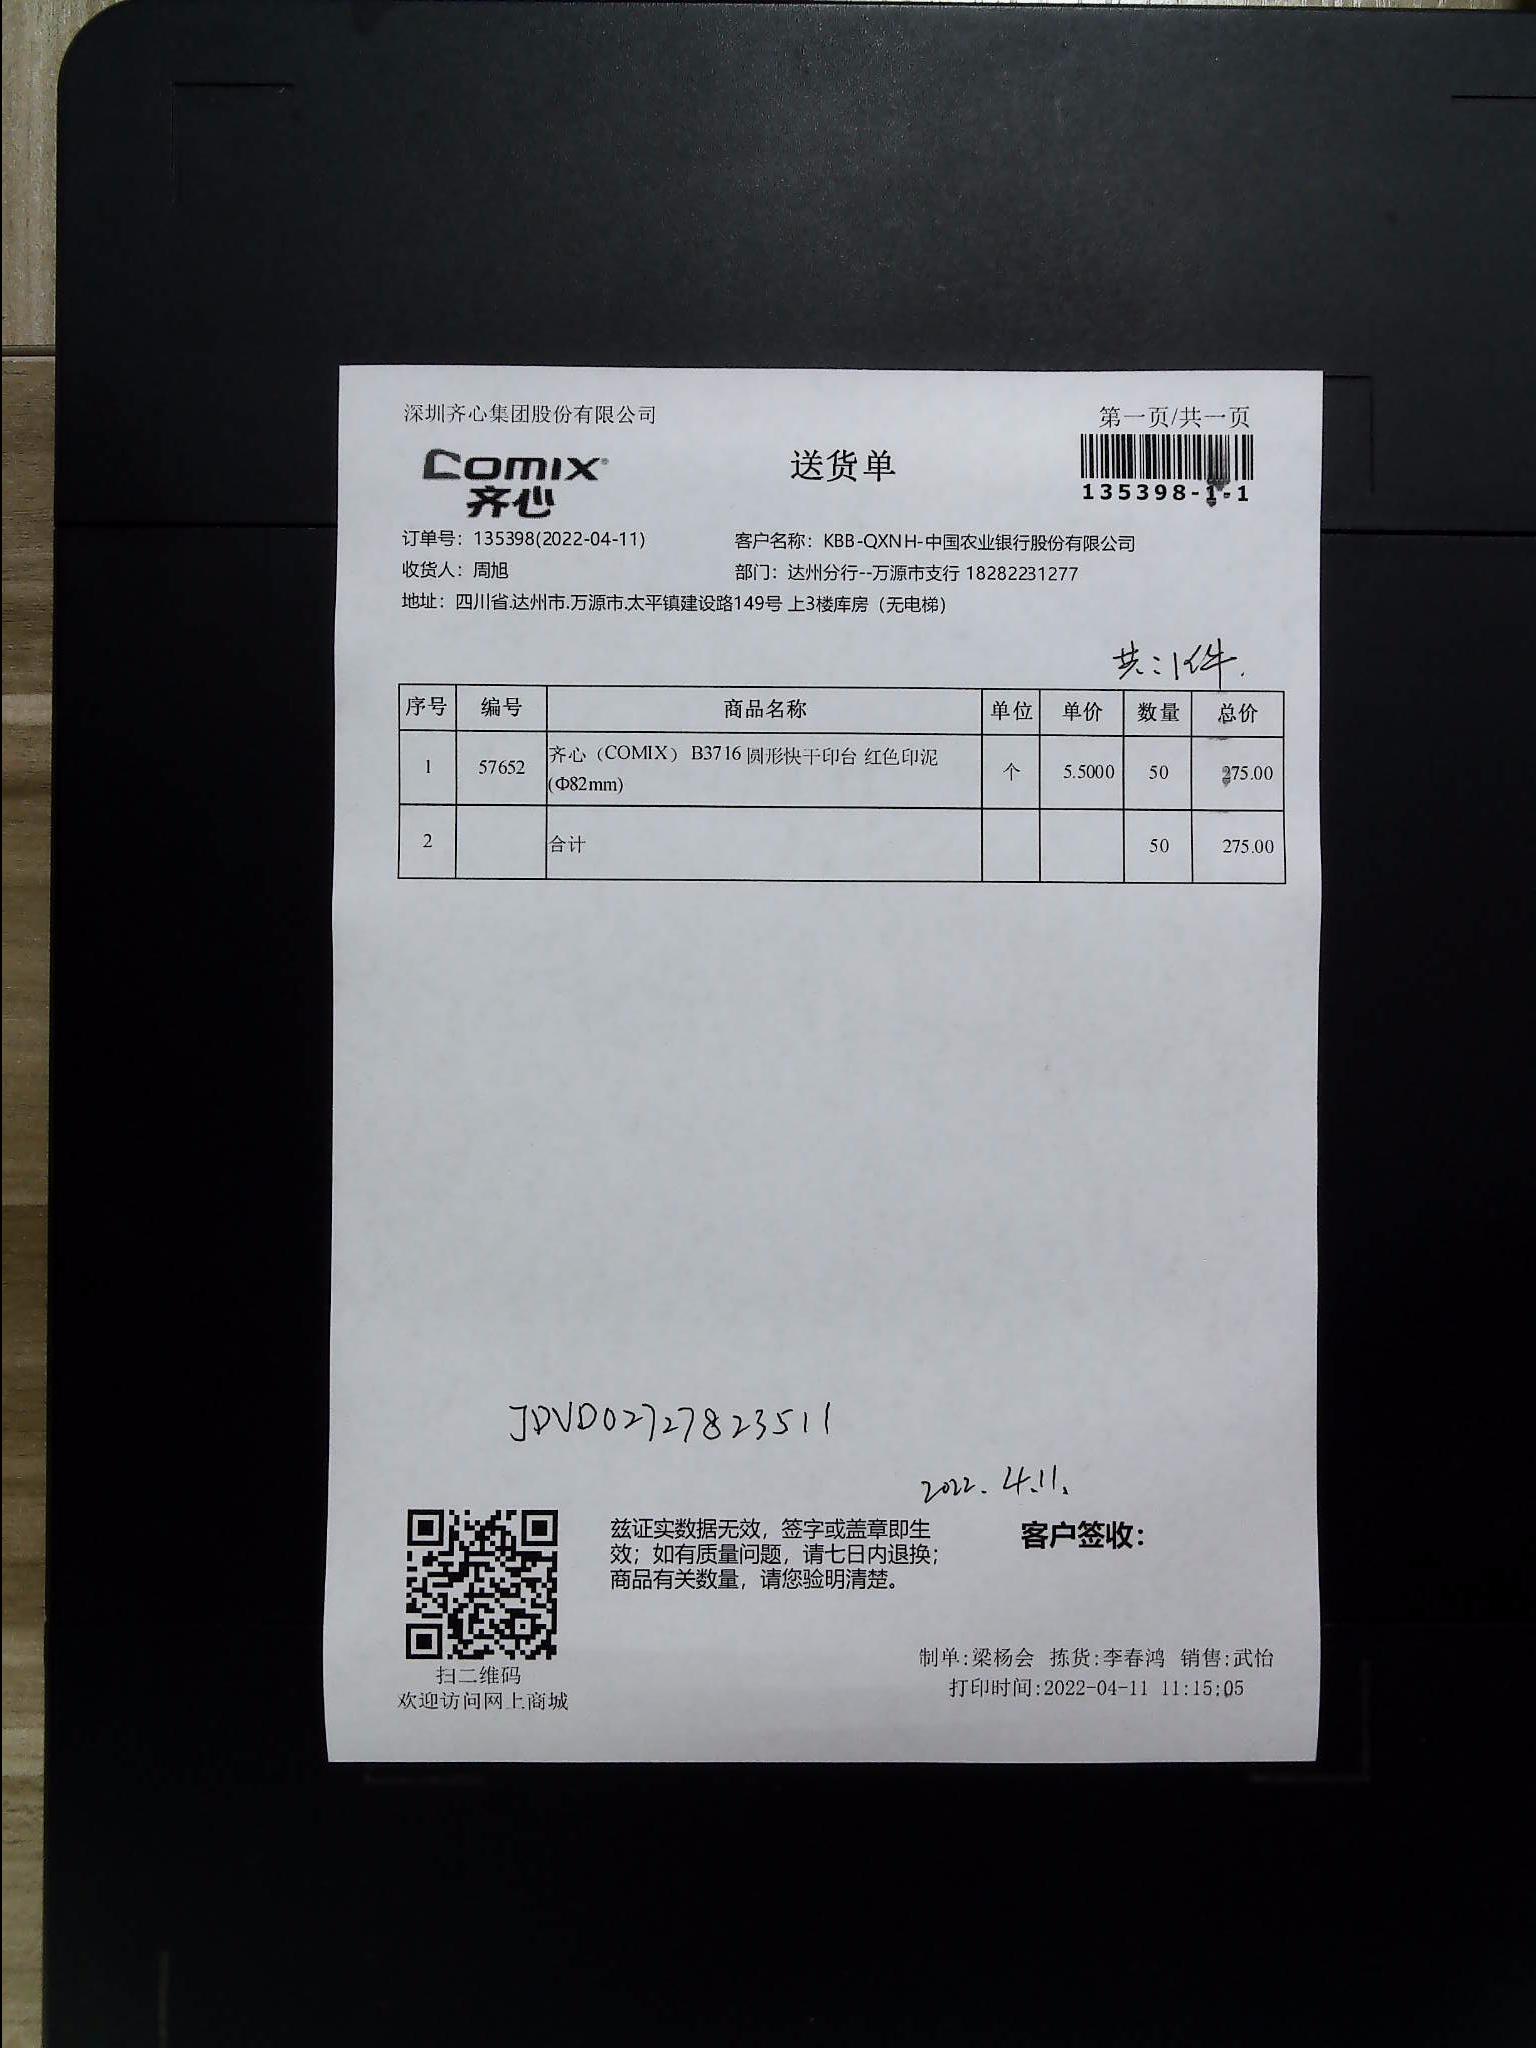 深圳齐心集团股份有限公司
第一页/共一页
COMIX®
齐心
送货单
135398-1-1
订单号：135398(2022-04-11)
客户名称：KBB-QXNH-中国农业银行股份有限公司
收货人：周旭
部门：达州分行--万源市支行 18282231277
地址：四川省.达州市.万源市.太平镇建设路149号 上3楼库房（无电梯）
共：1件.
序号 编号 商品名称 单位 单价 数量 总价
1 57652 齐心（COMIX） B3716 圆形快干印台 红色印泥 个 5.5000 50 275.00
(Φ82mm)
2 合计 50 275.00
JDVD02727823511
2022.4.11.
兹证实数据无效，签字或盖章即生
效；如有质量问题，请七日内退换；
商品有关数量，请您验明清楚。
客户签收：
扫二维码
欢迎访问网上商城
制单:梁杨会 拣货:李春鸿 销售:武怡
打印时间:2022-04-11 11:15:05